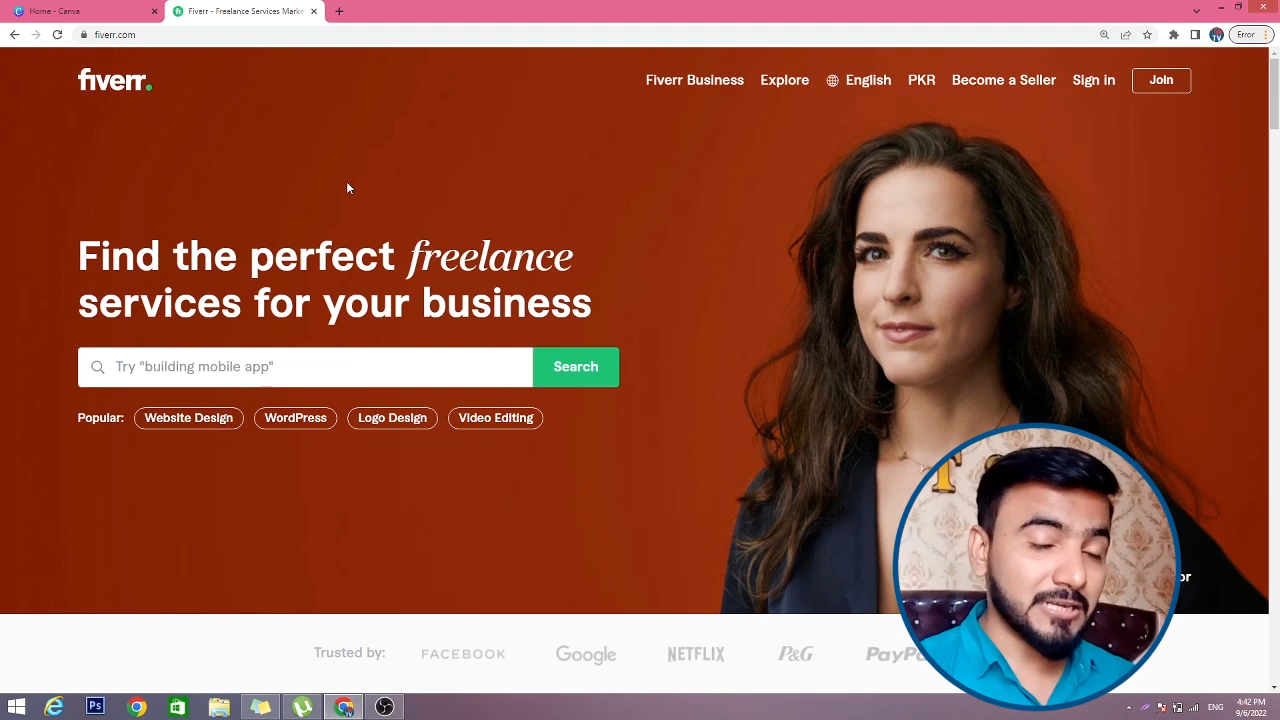 Home - Canva
Fiverr - Freelance Services Marke
fiverr.com
Error
fiverr.
Fiverr Business
Explore
English
PKR
Become a Seller
Sign in
Join
Find the perfect freelance
services for your business
Try "building mobile app"
Search
Popular:
Website Design
WordPress
Logo Design
Video Editing
or
Trusted by:
FACEBOOK
Google
NETFLIX
P&G
PayPa
ENG
4:42 PM
9/6/2022